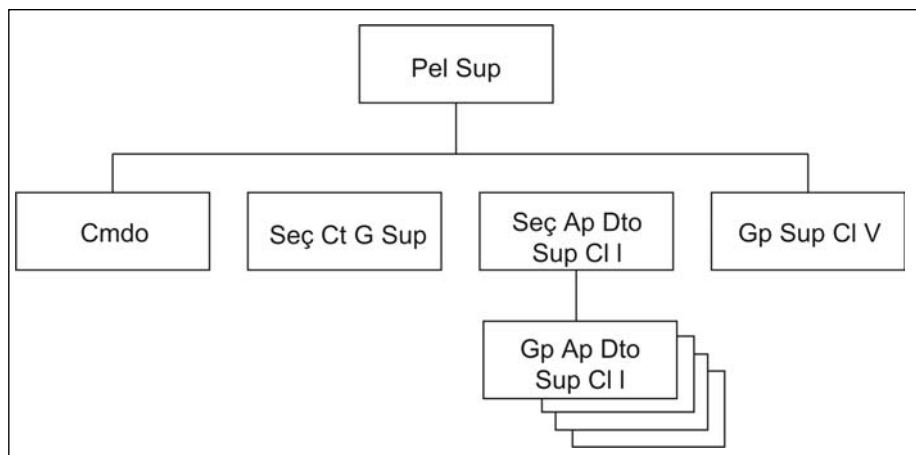 Pel Sup
Cmdo
Seç Ct G Sup
Seç Ap Dto
Sup Cl I
Gp Sup Cl V
Gp Ap Dto
Sup Cl I